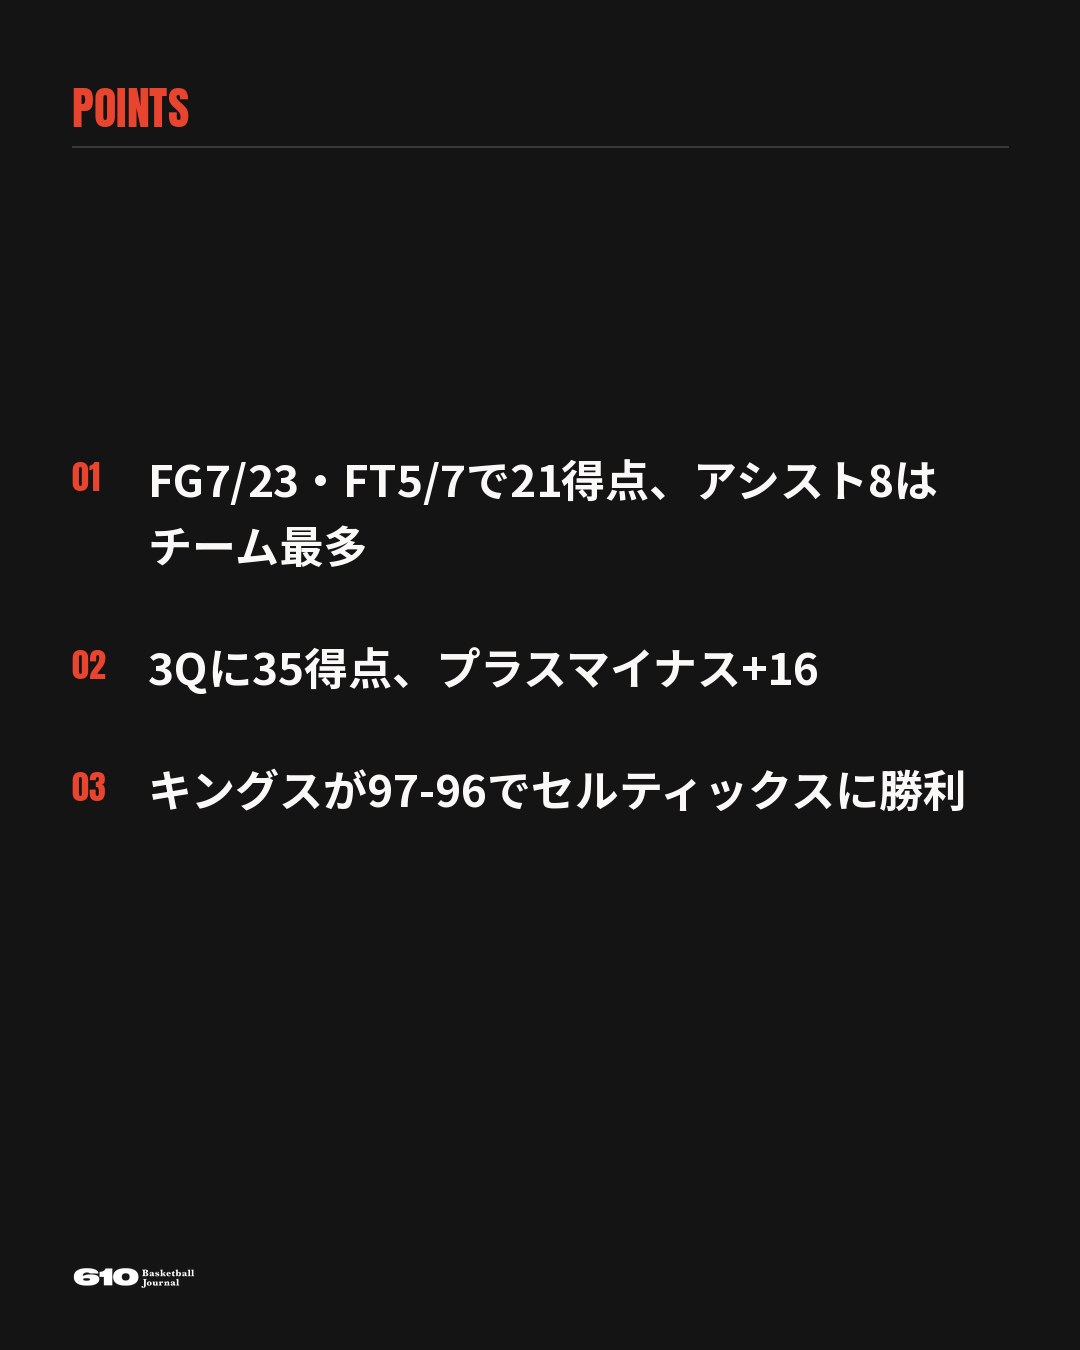 POINTS
01 FG7/23・FT5/7で21得点、アシスト8は
チーム最多
02 3Qに35得点、プラスマイナス+16
03 キングスが97-96でセルティックスに勝利
610 Basketball
Journal